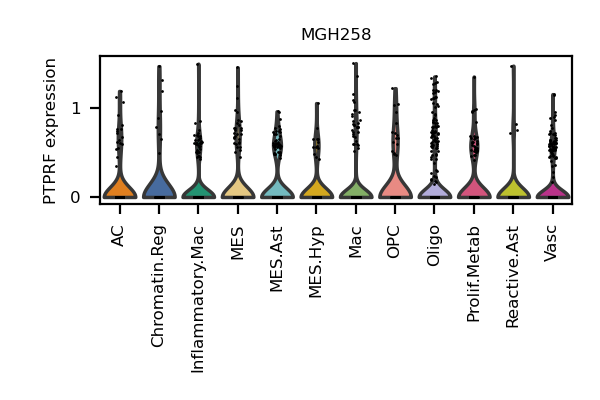 MGH258
PTPRF expression
1
0
AC
Chromatin.Reg
Inflammatory.Mac
MES
MES.Ast
MES.Hyp
Mac
OPC
Oligo
Prolif.Metab
Reactive.Ast
Vasc